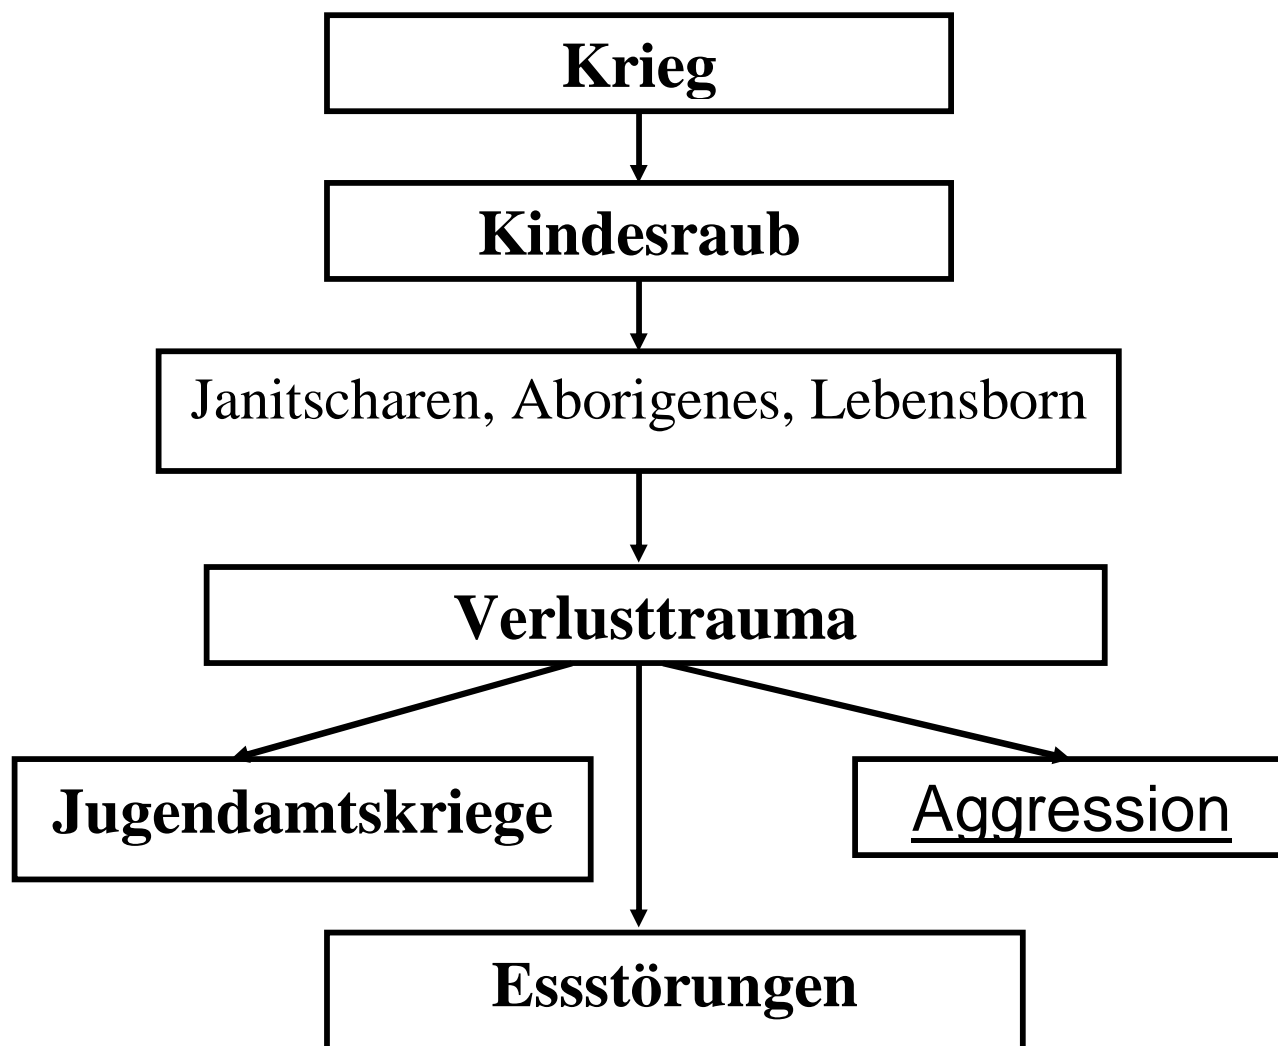 Krieg
Kindesraub
Janitscharen, Aborigenes, Lebensborn
Verlusttrauma
Jugendamtskriege
Aggression
Essstörungen